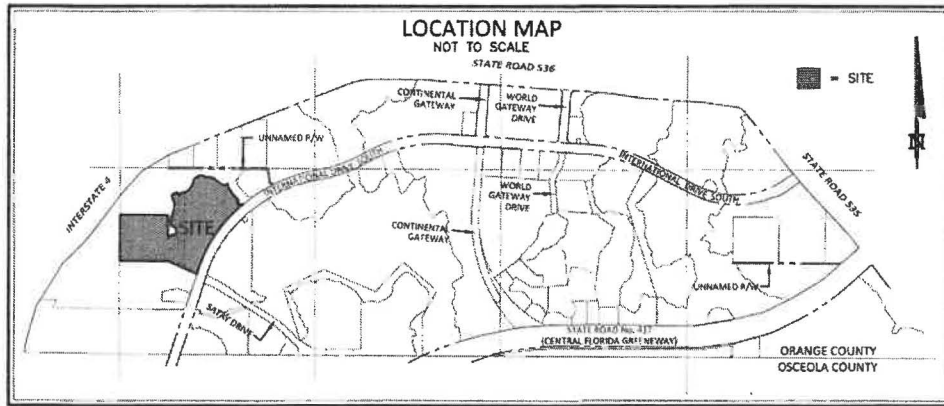 LOCATION MAP
NOT TO SCALE
STATE ROAD 536
= SITE
CONTINENTAL
GATEWAY
WORLD
GATEWAY
DRIVE
N
UNNAMED R/W
INTERNATIONAL DRIVE SOUTH
INTERNATIONAL DRIVE SOUTH
STATE ROAD 535
INTERSTATE 4
WORLD
GATEWAY
DRIVE
SITE
CONTINENTAL
GATEWAY
UNNAMED R/W
SATAY DRIVE
STATE ROAD No. 417
(CENTRAL FLORIDA GREENEWAY)
ORANGE COUNTY
OSCEOLA COUNTY